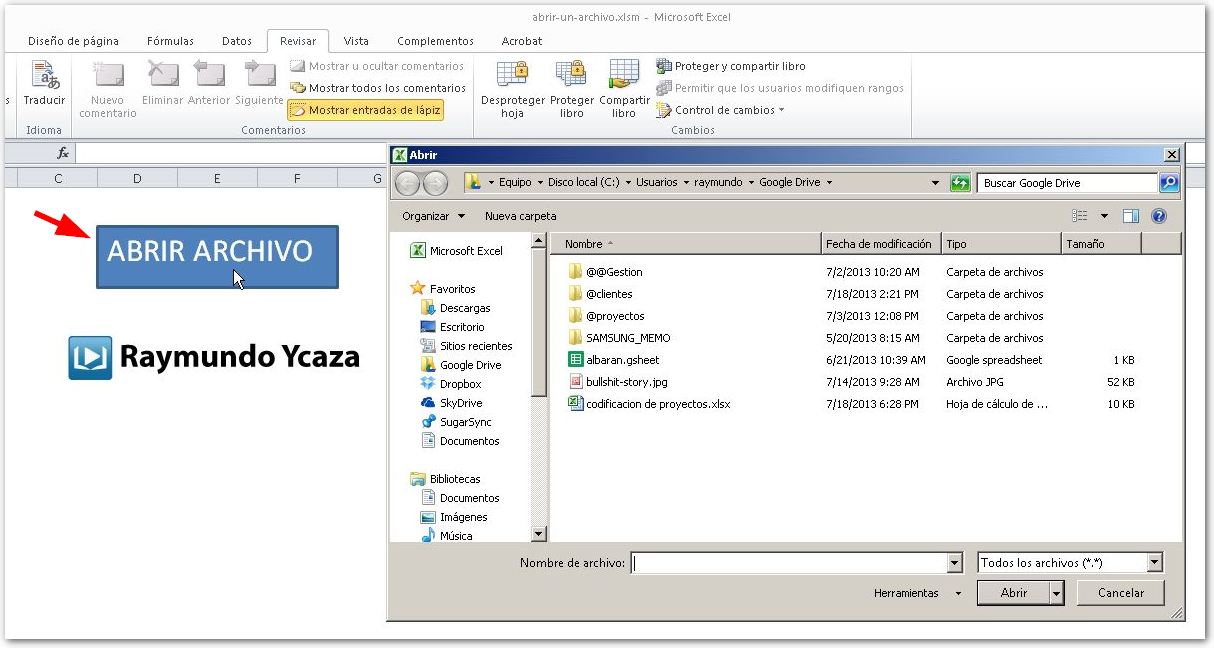 abrir-un-archivo.xlsm - Microsoft Excel
Diseño de página Fórmulas Datos Revisar Vista Complementos Acrobat
s
Traducir
Idioma
Nuevo comentario
Eliminar
Anterior
Siguiente
Mostrar u ocultar comentarios
Mostrar todos los comentarios
Mostrar entradas de lápiz
Comentarios
Desproteger hoja
Proteger libro
Compartir libro
Proteger y compartir libro
Permitir que los usuarios modifiquen rangos
Control de cambios
Cambios
fx
C D E F G
ABRIR ARCHIVO
Raymundo Ycaza
Abrir
Equipo Disco local (C:) Usuarios raymundo Google Drive
Buscar Google Drive
Organizar Nueva carpeta
Microsoft Excel
Favoritos
Descargas
Escritorio
Sitios recientes
Google Drive
Dropbox
SkyDrive
SugarSync
Documentos
Bibliotecas
Documentos
Imágenes
Música
Nombre Fecha de modificación Tipo Tamaño
@@Gestion 7/2/2013 10:20 AM Carpeta de archivos
@clientes 7/18/2013 2:21 PM Carpeta de archivos
@proyectos 7/3/2013 12:08 PM Carpeta de archivos
SAMSUNG_MEMO 5/20/2013 8:15 AM Carpeta de archivos
albaran.gsheet 6/21/2013 10:39 AM Google spreadsheet 1 KB
bullshit-story.jpg 7/14/2013 9:28 AM Archivo JPG 52 KB
codificacion de proyectos.xlsx 7/18/2013 6:28 PM Hoja de cálculo de ... 10 KB
Nombre de archivo: Todos los archivos (*.*)
Herramientas Abrir Cancelar